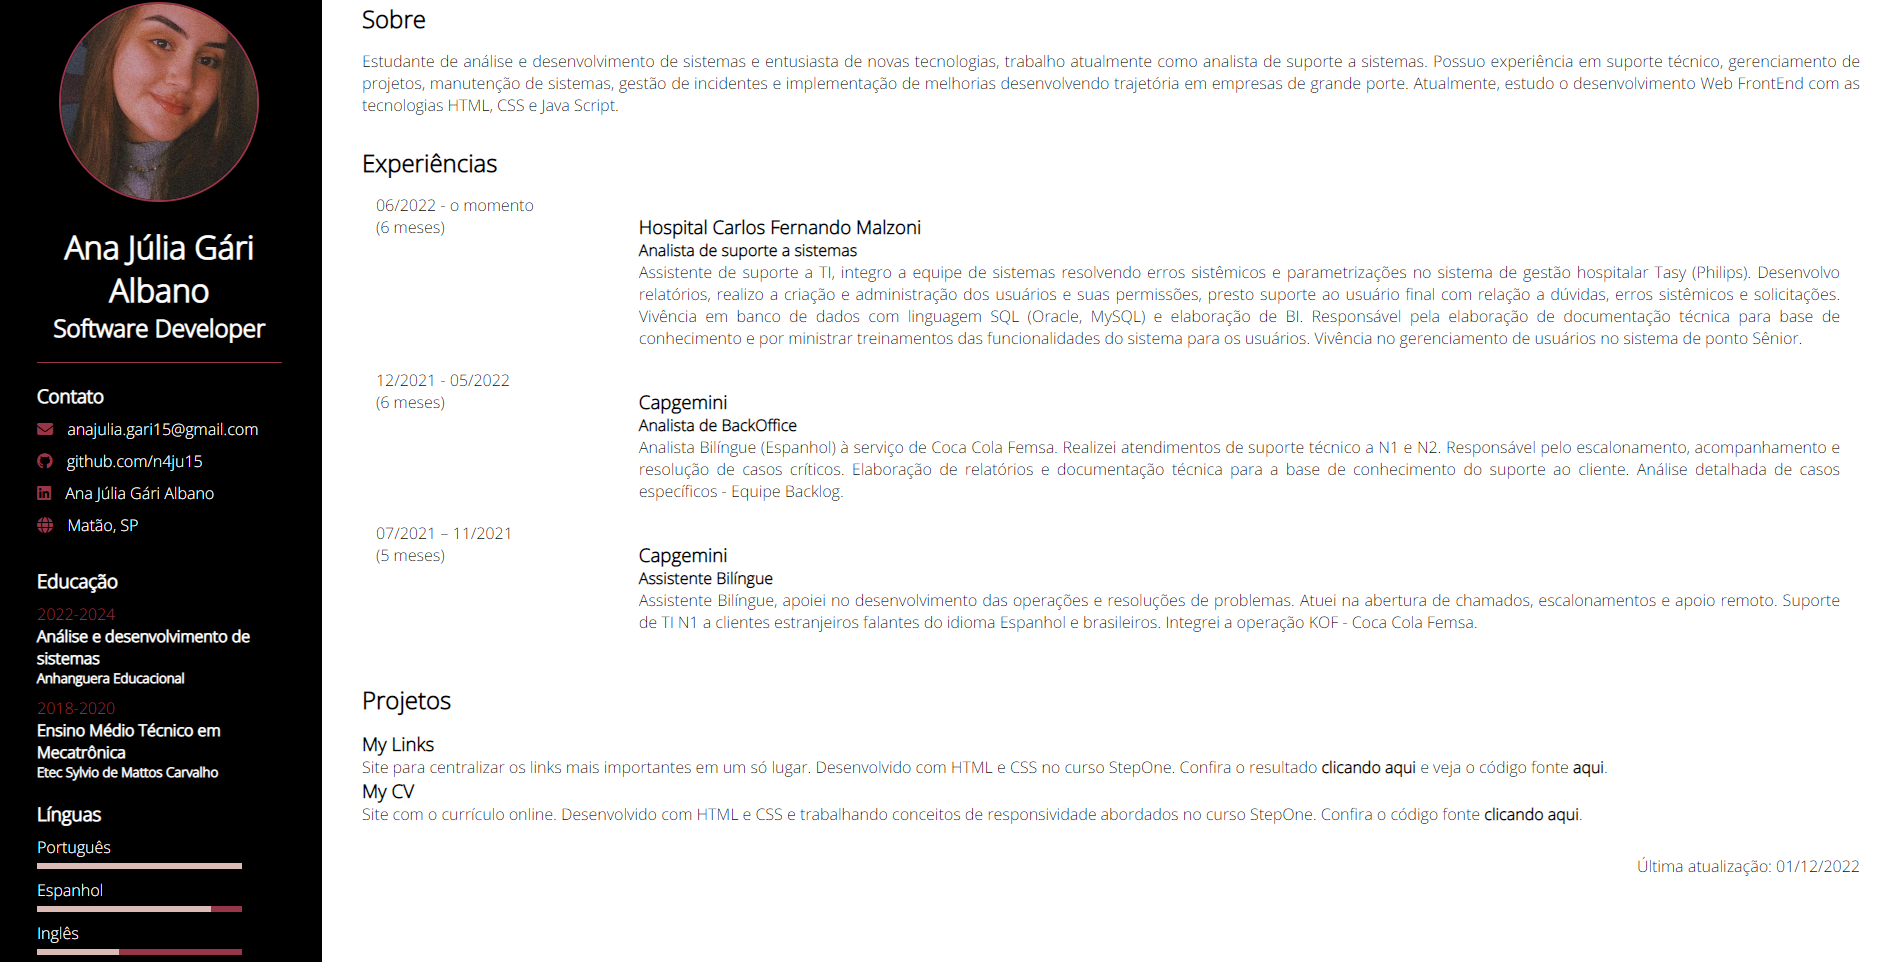 Ana Júlia Gári
Albano
Software Developer
Contato
anajulia.gari15@gmail.com
github.com/n4ju15
Ana Júlia Gári Albano
Matão, SP
Educação
2022-2024
Análise e desenvolvimento de
sistemas
Anhanguera Educacional
2018-2020
Ensino Médio Técnico em
Mecatrônica
Etec Sylvio de Mattos Carvalho
Línguas
Português
Espanhol
Inglês
Sobre
Estudante de análise e desenvolvimento de sistemas e entusiasta de novas tecnologias, trabalho atualmente como analista de suporte a sistemas. Possuo experiência em suporte técnico, gerenciamento de
projetos, manutenção de sistemas, gestão de incidentes e implementação de melhorias desenvolvendo trajetória em empresas de grande porte. Atualmente, estudo o desenvolvimento Web FrontEnd com as
tecnologias HTML, CSS e Java Script.
Experiências
06/2022 - o momento
(6 meses)
Hospital Carlos Fernando Malzoni
Analista de suporte a sistemas
Assistente de suporte a TI, integro a equipe de sistemas resolvendo erros sistêmicos e parametrizações no sistema de gestão hospitalar Tasy (Philips). Desenvolvo
relatórios, realizo a criação e administração dos usuários e suas permissões, presto suporte ao usuário final com relação a dúvidas, erros sistêmicos e solicitações.
Vivência em banco de dados com linguagem SQL (Oracle, MySQL) e elaboração de BI. Responsável pela elaboração de documentação técnica para base de
conhecimento e por ministrar treinamentos das funcionalidades do sistema para os usuários. Vivência no gerenciamento de usuários no sistema de ponto Sênior.
12/2021 - 05/2022
(6 meses)
Capgemini
Analista de BackOffice
Analista Bilíngue (Espanhol) à serviço de Coca Cola Femsa. Realizei atendimentos de suporte técnico a N1 e N2. Responsável pelo escalonamento, acompanhamento e
resolução de casos críticos. Elaboração de relatórios e documentação técnica para a base de conhecimento do suporte ao cliente. Análise detalhada de casos
específicos - Equipe Backlog.
07/2021 – 11/2021
(5 meses)
Capgemini
Assistente Bilíngue
Assistente Bilíngue, apoiei no desenvolvimento das operações e resoluções de problemas. Atuei na abertura de chamados, escalonamentos e apoio remoto. Suporte
de TI N1 a clientes estranjeiros falantes do idioma Espanhol e brasileiros. Integrei a operação KOF - Coca Cola Femsa.
Projetos
My Links
Site para centralizar os links mais importantes em um só lugar. Desenvolvido com HTML e CSS no curso StepOne. Confira o resultado clicando aqui e veja o código fonte aqui.
My CV
Site com o currículo online. Desenvolvido com HTML e CSS e trabalhando conceitos de responsividade abordados no curso StepOne. Confira o código fonte clicando aqui.
Última atualização: 01/12/2022